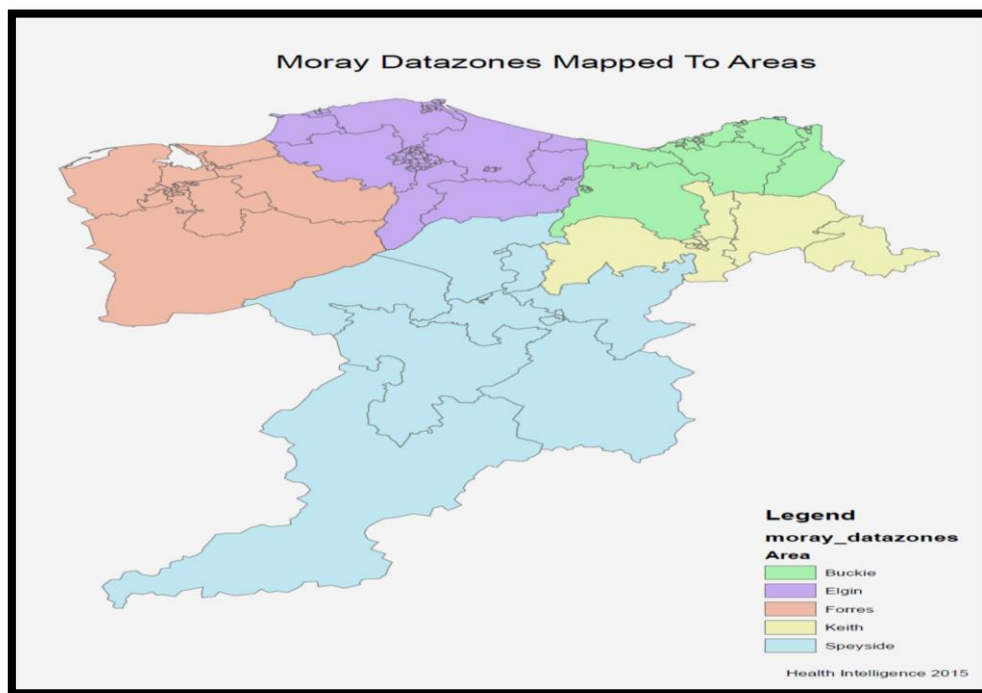 Moray Datazones Mapped To Areas
Legend
moray_datazones
Area
Buckie
Elgin
Forres
Keith
Speyside
Health Intelligence 2015